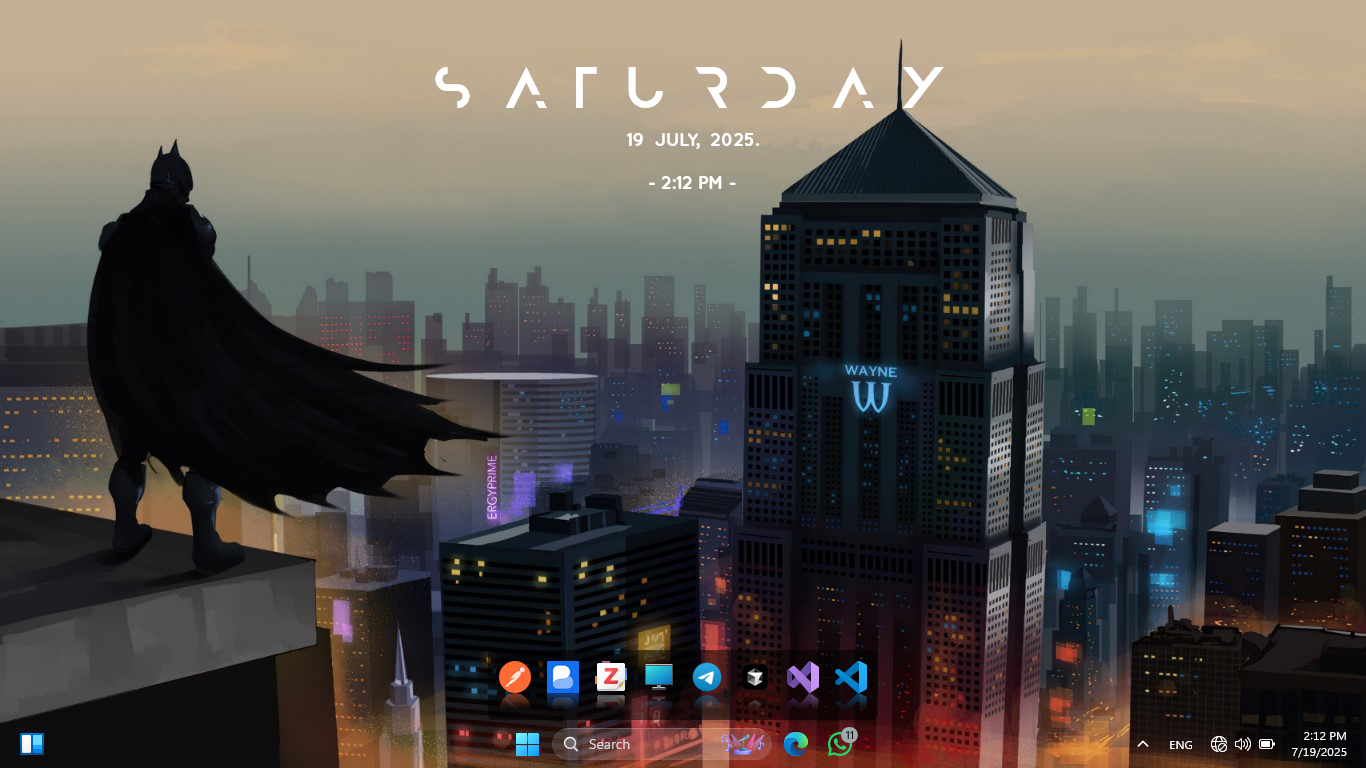 SATURDAY
19 JULY, 2025.
- 2:12 PM -
WAYNE
W
ERGYPRIME
Z
Search
11
ENG
2:12 PM
7/19/2025